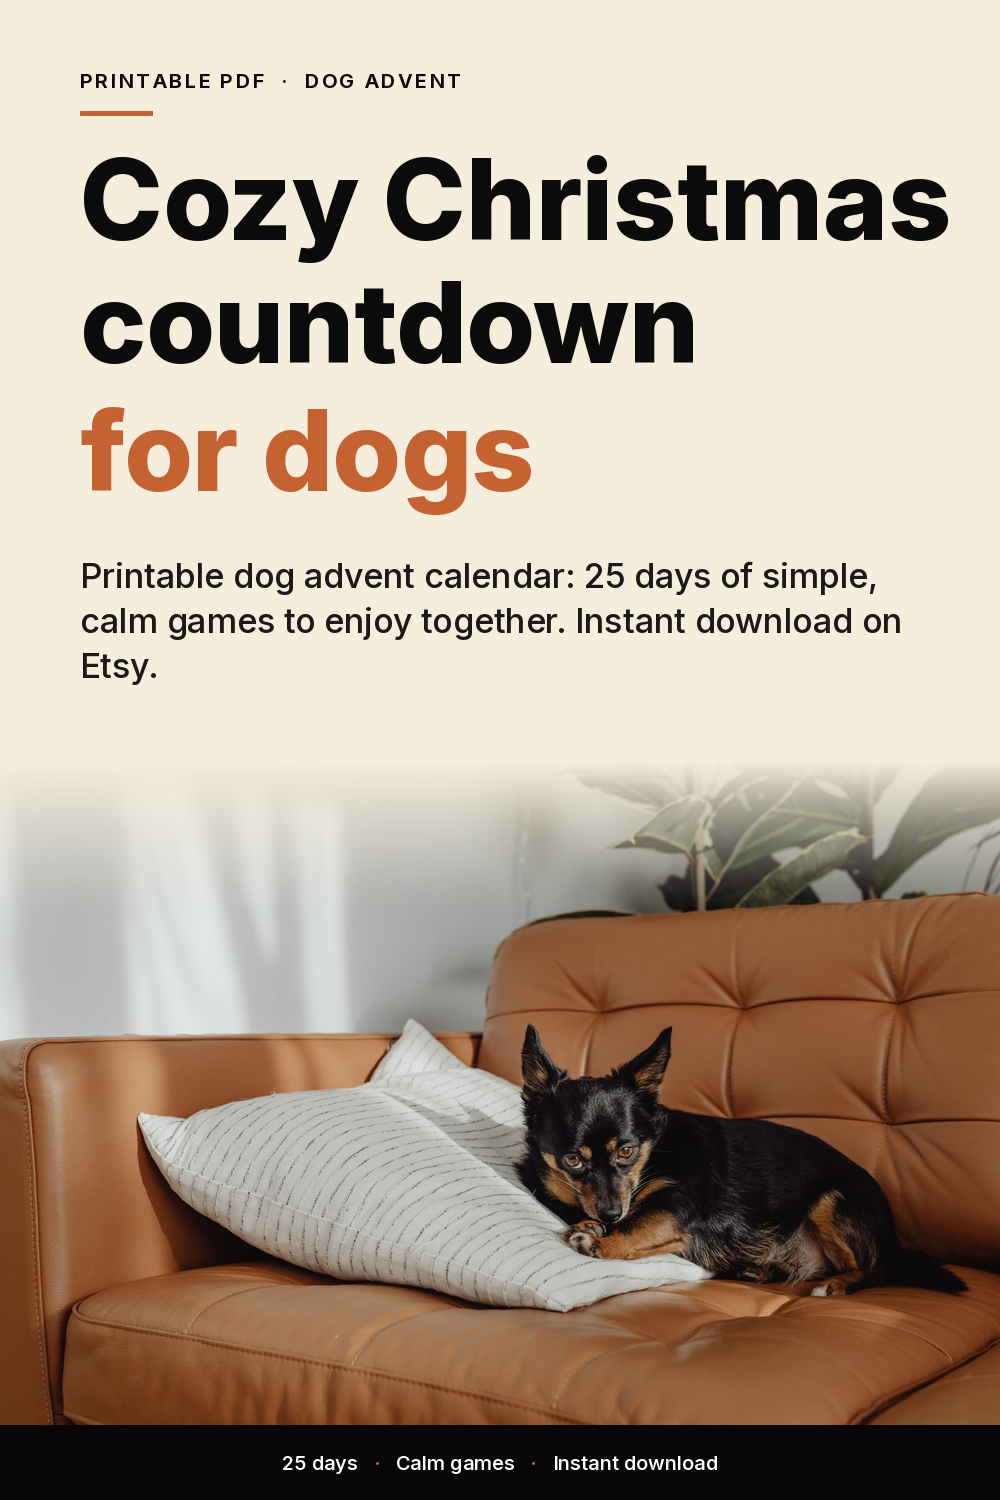 PRINTABLE PDF · DOG ADVENT
Cozy Christmas
countdown
for dogs
Printable dog advent calendar: 25 days of simple,
calm games to enjoy together. Instant download on
Etsy.
25 days · Calm games · Instant download